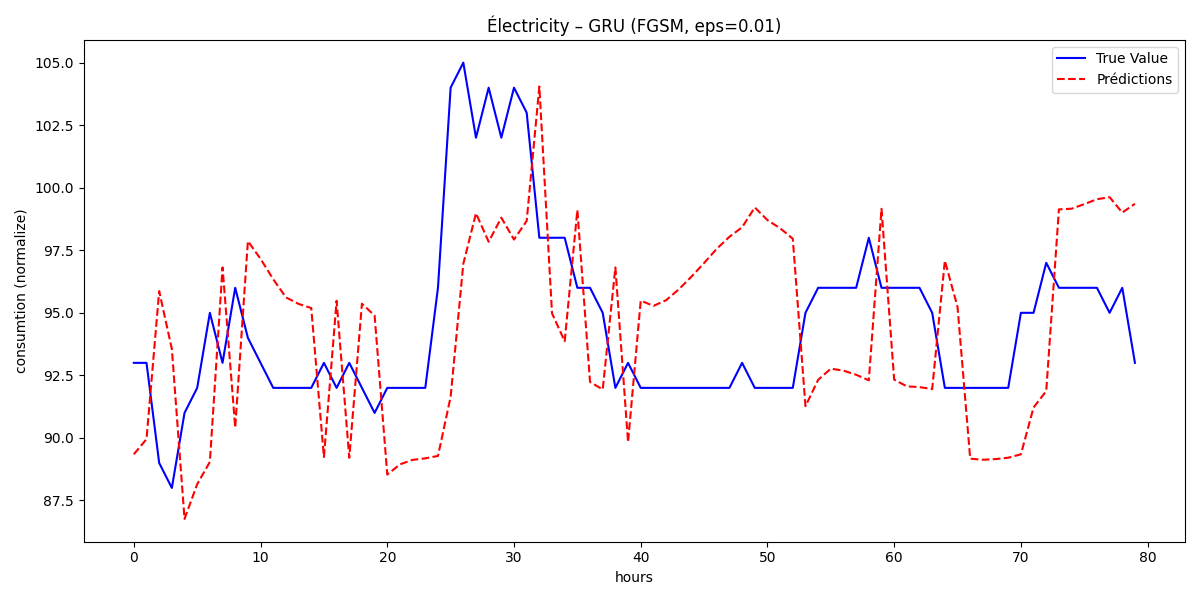 Électricity – GRU (FGSM, eps=0.01)
True Value
Prédictions
consumtion (normalize)
105.0
102.5
100.0
97.5
95.0
92.5
90.0
87.5
0 10 20 30 40 50 60 70 80
hours